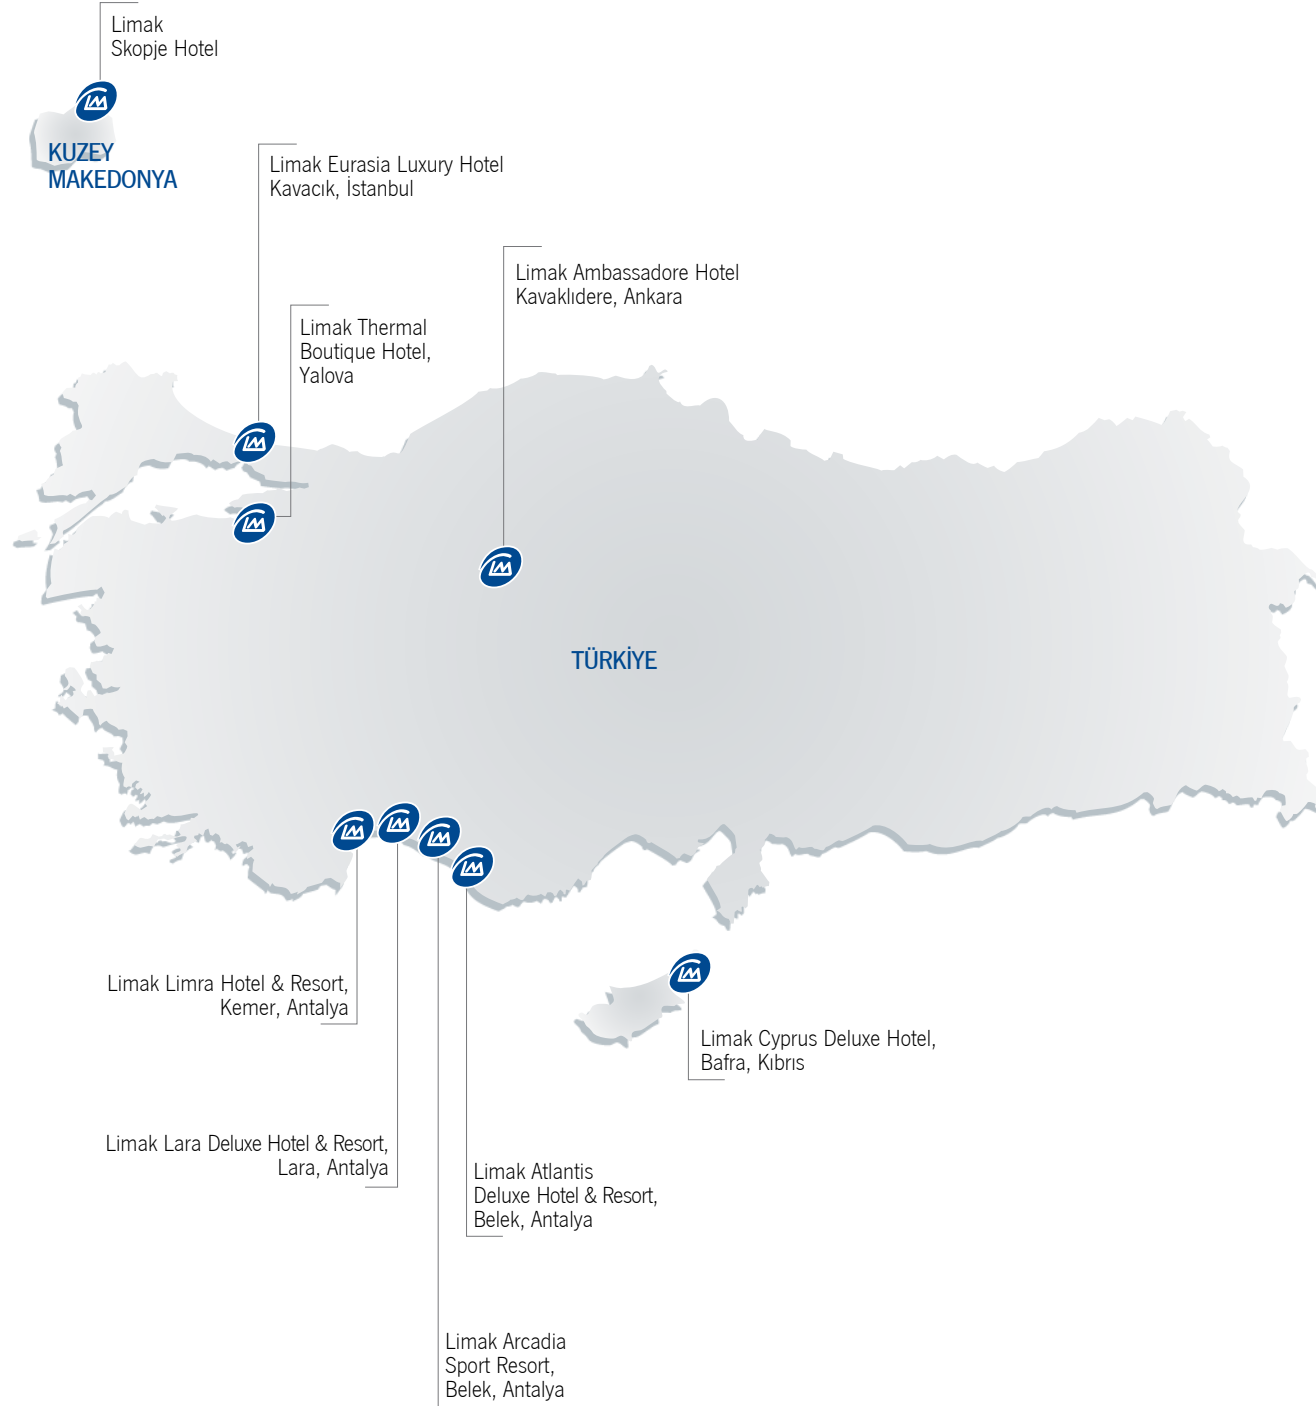 Limak
Skopje Hotel
KUZEY
MAKEDONYA
Limak Eurasia Luxury Hotel
Kavacık, İstanbul
Limak Ambassadore Hotel
Kavaklıdere, Ankara
Limak Thermal
Boutique Hotel,
Yalova
TÜRKİYE
Limak Limra Hotel & Resort,
Kemer, Antalya
Limak Cyprus Deluxe Hotel,
Bafra, Kıbrıs
Limak Lara Deluxe Hotel & Resort,
Lara, Antalya
Limak Atlantis
Deluxe Hotel & Resort,
Belek, Antalya
Limak Arcadia
Sport Resort,
Belek, Antalya